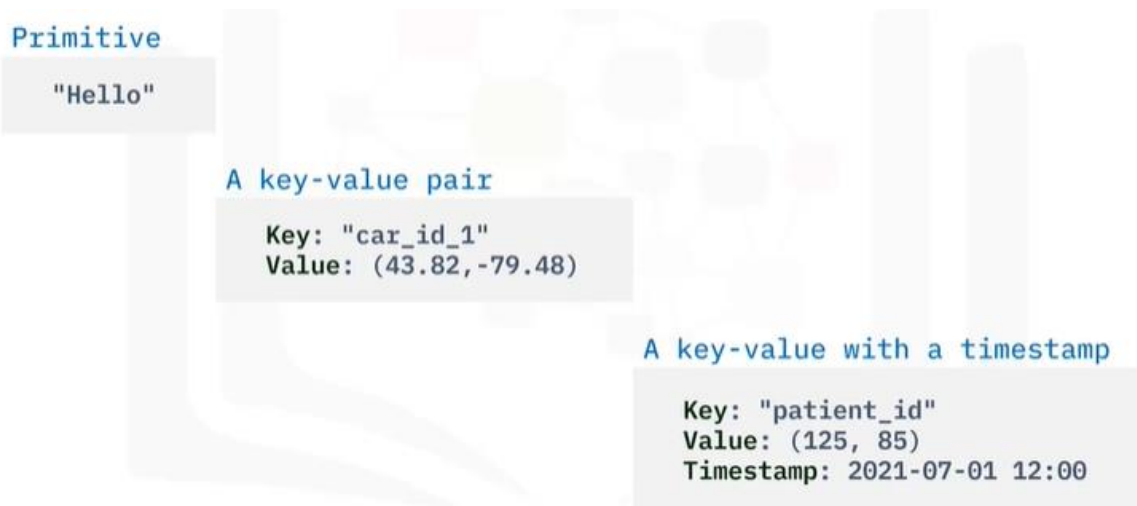 Primitive
"Hello"
A key-value pair
Key: "car_id_1"
Value: (43.82,-79.48)
A key-value with a timestamp
Key: "patient_id"
Value: (125, 85)
Timestamp: 2021-07-01 12:00